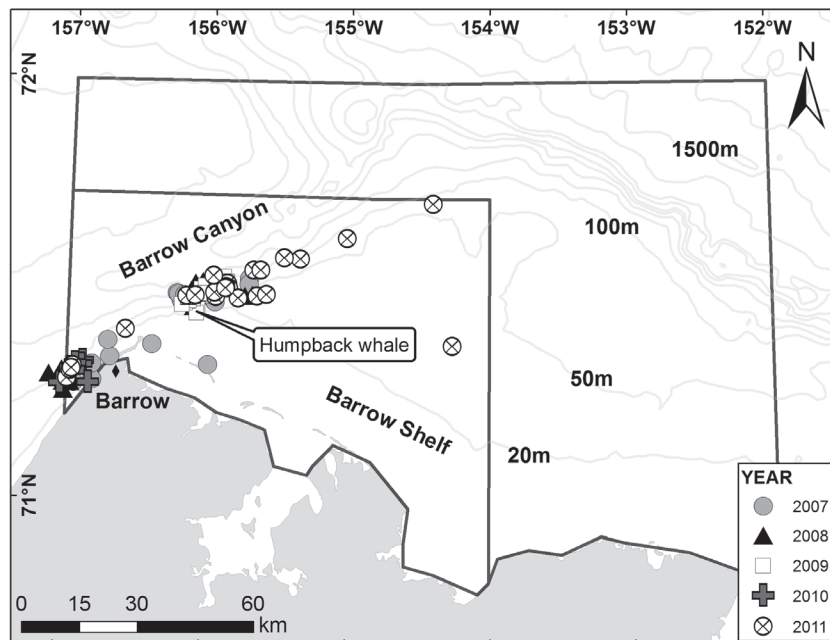 157°W 156°W 155°W 154°W 153°W 152°W
72°N
N
1500m
100m
Barrow Canyon
Humpback whale
50m
Barrow
Barrow Shelf
20m
71°N
YEAR
2007
2008
2009
2010
2011
0 15 30 60
km